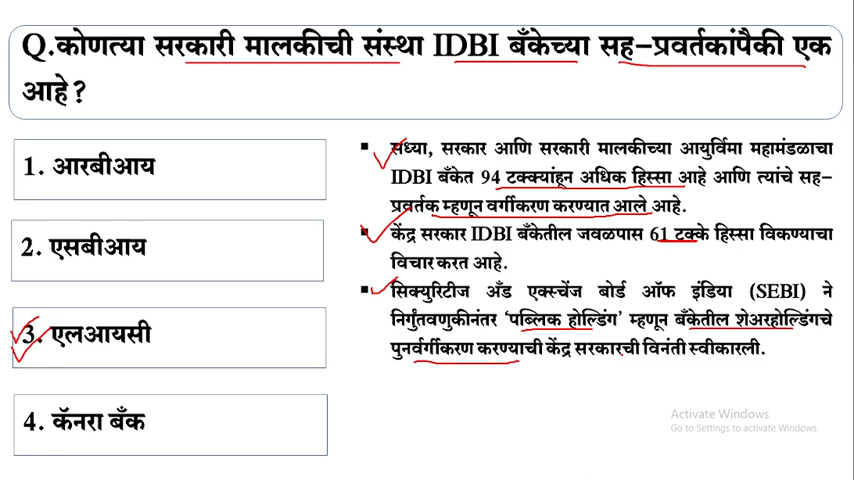 Q.कोणत्या सरकारी मालकीची संस्था IDBI बँकेच्या सह-प्रवर्तकांपैकी एक
आहे?
1. आरबीआय
2. एसबीआय
3. एलआयसी
4. कॅनरा बँक
▪ सध्या, सरकार आणि सरकारी मालकीच्या आयुर्विमा महामंडळाचा
IDBI बँकेत 94 टक्क्यांहून अधिक हिस्सा आहे आणि त्यांचे सह-
प्रवर्तक म्हणून वर्गीकरण करण्यात आले आहे.
▪ केंद्र सरकार IDBI बँकेतील जवळपास 61 टक्के हिस्सा विकण्याचा
विचार करत आहे.
▪ सिक्युरिटीज अँड एक्स्चेंज बोर्ड ऑफ इंडिया (SEBI) ने
निर्गुंतवणुकीनंतर ‘पब्लिक होल्डिंग’ म्हणून बँकेतील शेअरहोल्डिंगचे
पुनर्वर्गीकरण करण्याची केंद्र सरकारची विनंती स्वीकारली.
Activate Windows
Go to Settings to activate Windows.